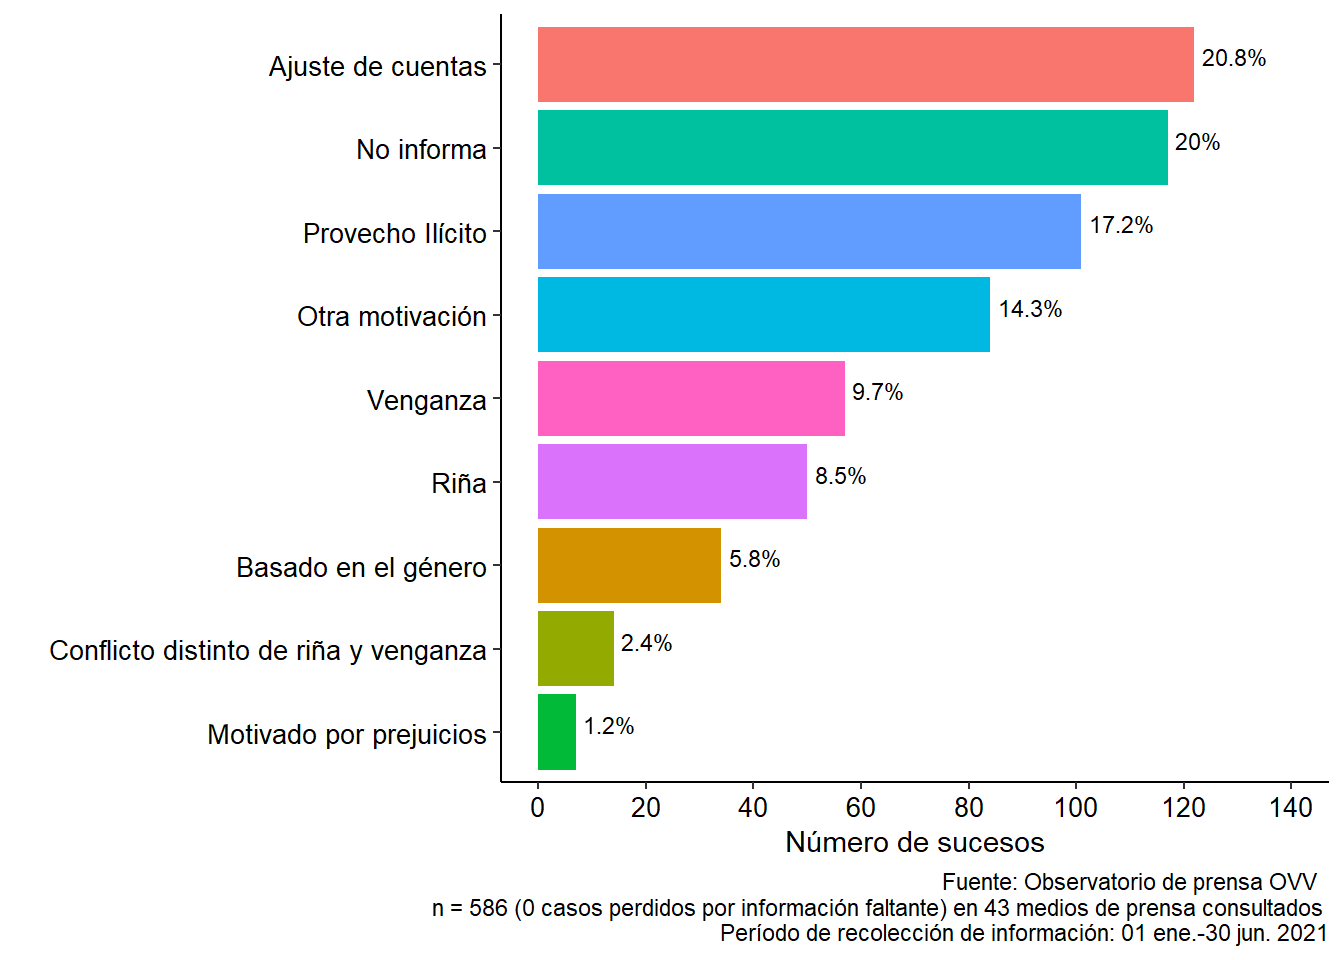 Ajuste de cuentas 20.8%
No informa 20%
Provecho Ilícito 17.2%
Otra motivación 14.3%
Venganza 9.7%
Riña 8.5%
Basado en el género 5.8%
Conflicto distinto de riña y venganza 2.4%
Motivado por prejuicios 1.2%
0 20 40 60 80 100 120 140
Número de sucesos
Fuente: Observatorio de prensa OVV
n = 586 (0 casos perdidos por información faltante) en 43 medios de prensa consultados
Período de recolección de información: 01 ene.-30 jun. 2021